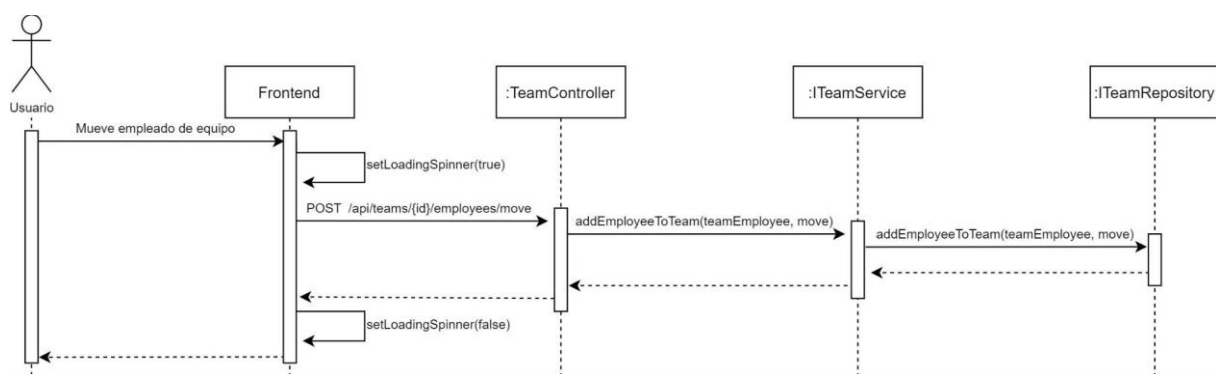 Usuario
Frontend
:TeamController
:ITeamService
:ITeamRepository
Mueve empleado de equipo
setLoadingSpinner(true)
POST /api/teams/{id}/employees/move
addEmployeeToTeam(teamEmployee, move)
addEmployeeToTeam(teamEmployee, move)
setLoadingSpinner(false)